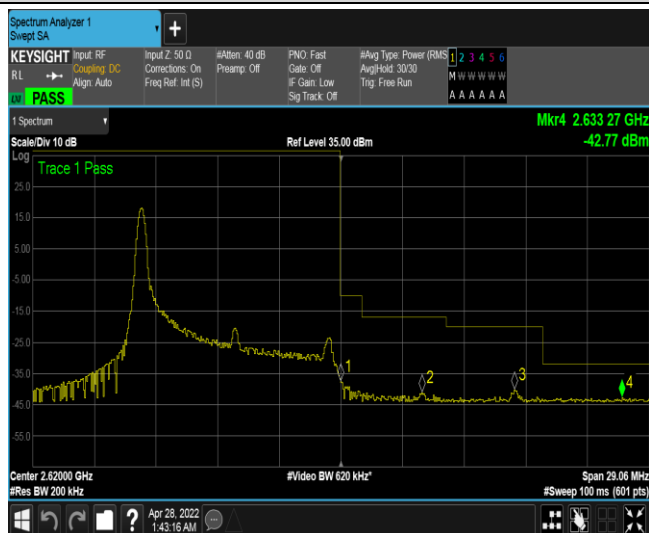 Spectrum Analyzer 1
Swept SA
+
KEYSIGHT Input: RF Input Z: 50 Ω #Atten: 40 dB PNO: Fast #Avg Type: Power (RMS 1 2 3 4 5 6
RL Coupling: DC Corrections: On Preamp: Off Gate: Off Avg|Hold: 30/30 M W W W W W
Align: Auto Freq Ref: Int (S) IF Gain: Low Trig: Free Run
Sig Track: Off A A A A A A
PASS
1 Spectrum Mkr4 2.633 27 GHz
Scale/Div 10 dB Ref Level 35.00 dBm -42.77 dBm
Log
Trace 1 Pass
25.0
15.0
5.00
-5.00
-15.0
-25.0
-35.0
-45.0
-55.0
1
2
3
4
Center 2.62000 GHz #Video BW 620 kHz* Span 29.06 MHz
#Res BW 200 kHz #Sweep 100 ms (601 pts)
? Apr 28, 2022
1:43:16 AM